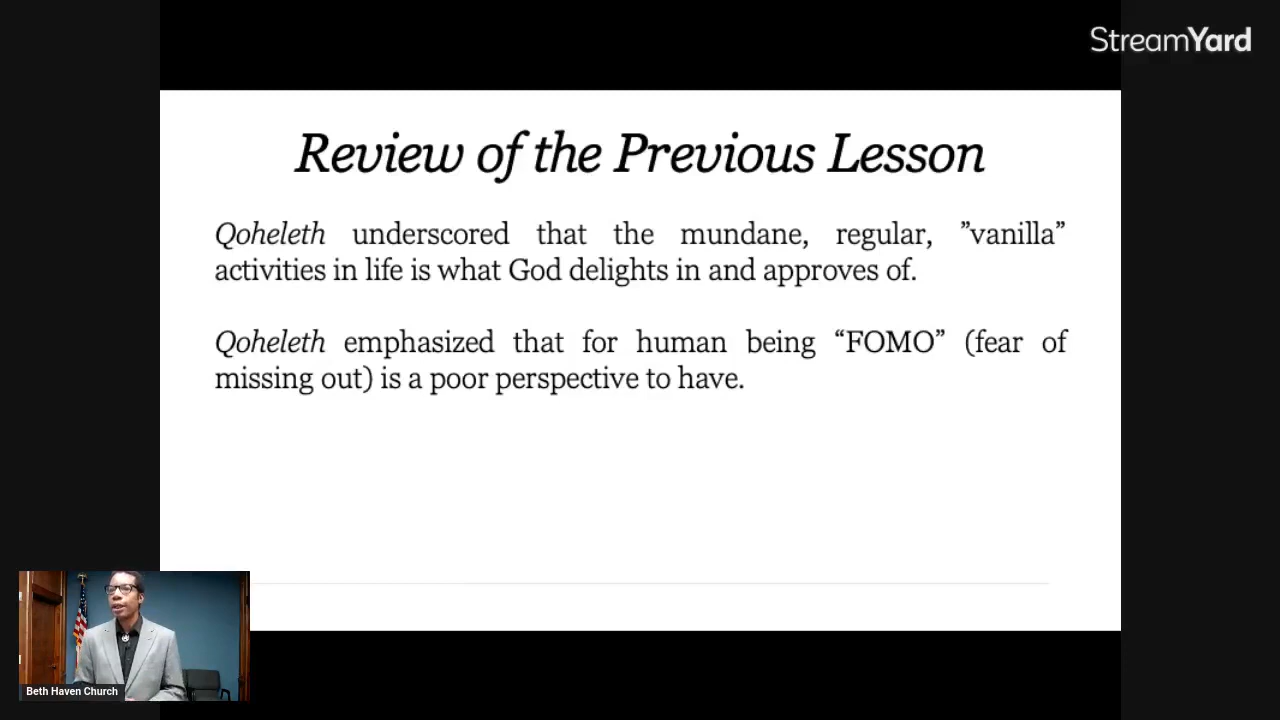 StreamYard
Review of the Previous Lesson
Qoheleth underscored that the mundane, regular, ”vanilla”
activities in life is what God delights in and approves of.
Qoheleth emphasized that for human being “FOMO” (fear of
missing out) is a poor perspective to have.
Beth Haven Church